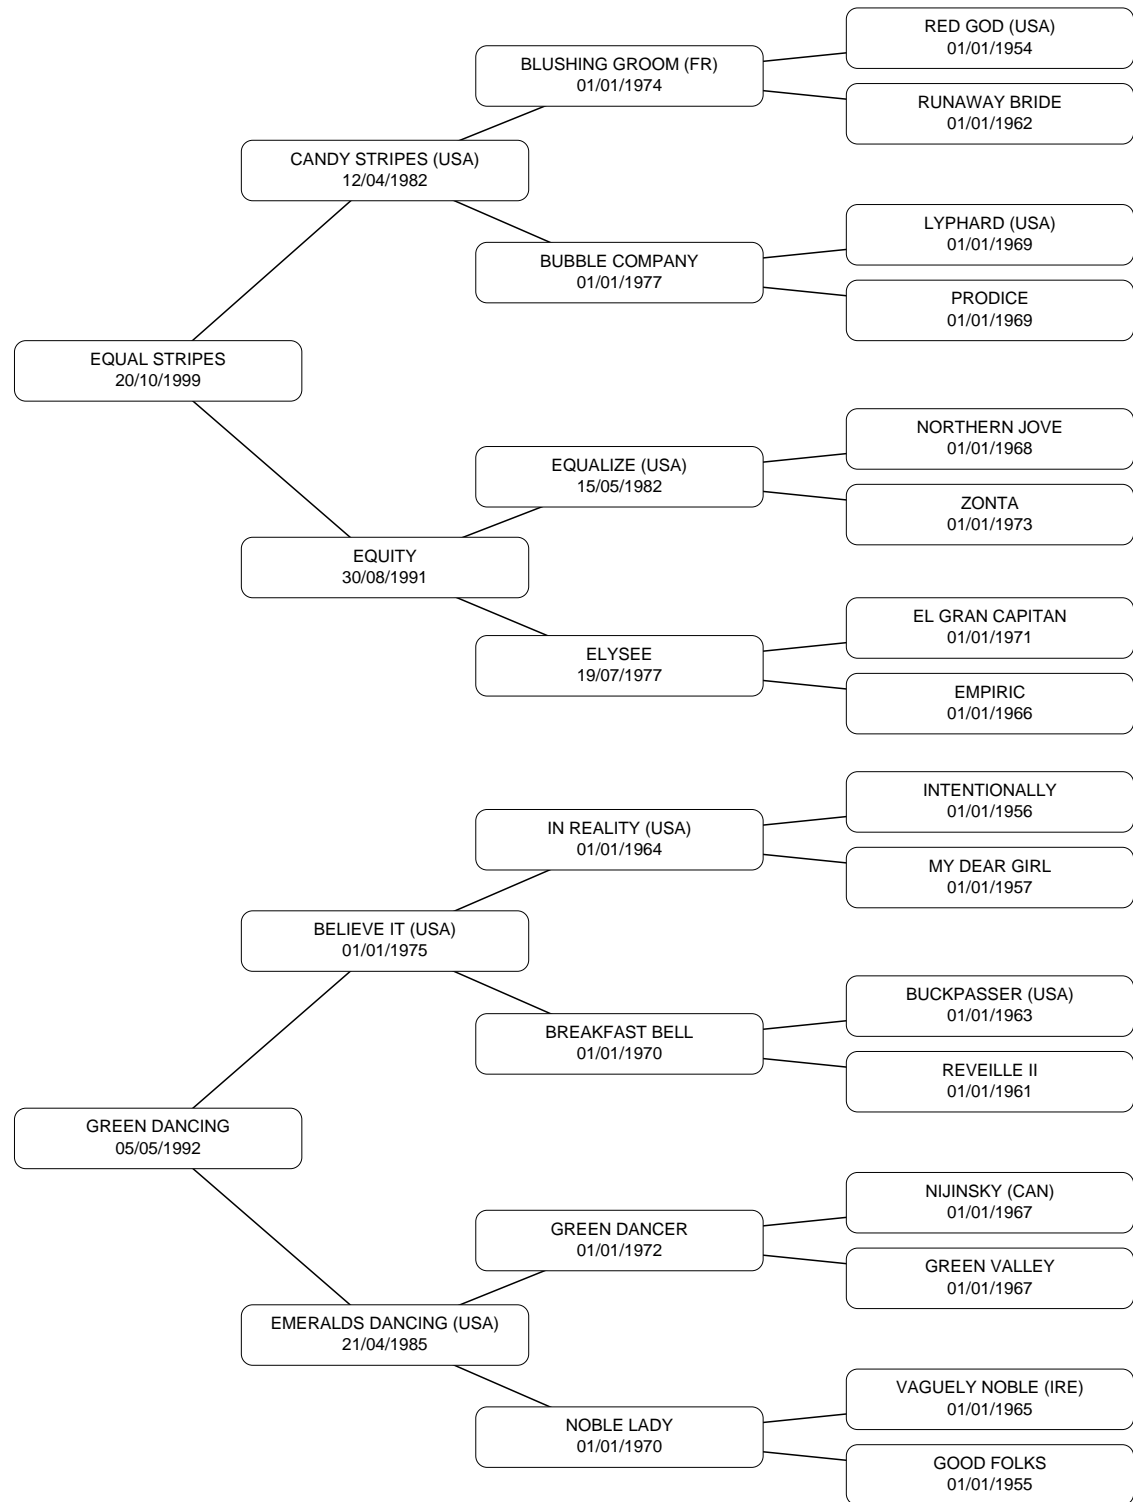 RED GOD (USA)
01/01/1954
BLUSHING GROOM (FR)
01/01/1974
RUNAWAY BRIDE
01/01/1962
CANDY STRIPES (USA)
12/04/1982
LYPHARD (USA)
01/01/1969
BUBBLE COMPANY
01/01/1977
PRODICE
01/01/1969
EQUAL STRIPES
20/10/1999
NORTHERN JOVE
01/01/1968
EQUALIZE (USA)
15/05/1982
ZONTA
01/01/1973
EQUITY
30/08/1991
EL GRAN CAPITAN
01/01/1971
ELYSEE
19/07/1977
EMPIRIC
01/01/1966
INTENTIONALLY
01/01/1956
IN REALITY (USA)
01/01/1964
MY DEAR GIRL
01/01/1957
BELIEVE IT (USA)
01/01/1975
BUCKPASSER (USA)
01/01/1963
BREAKFAST BELL
01/01/1970
REVEILLE II
01/01/1961
GREEN DANCING
05/05/1992
NIJINSKY (CAN)
01/01/1967
GREEN DANCER
01/01/1972
GREEN VALLEY
01/01/1967
EMERALDS DANCING (USA)
21/04/1985
VAGUELY NOBLE (IRE)
01/01/1965
NOBLE LADY
01/01/1970
GOOD FOLKS
01/01/1955